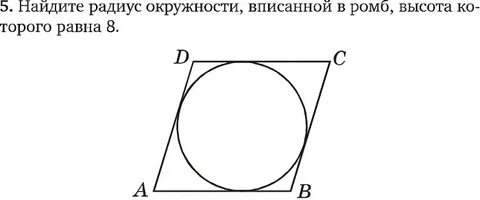 5. Найдите радиус окружности, вписанной в ромб, высота ко-
торого равна 8.
D C
A B